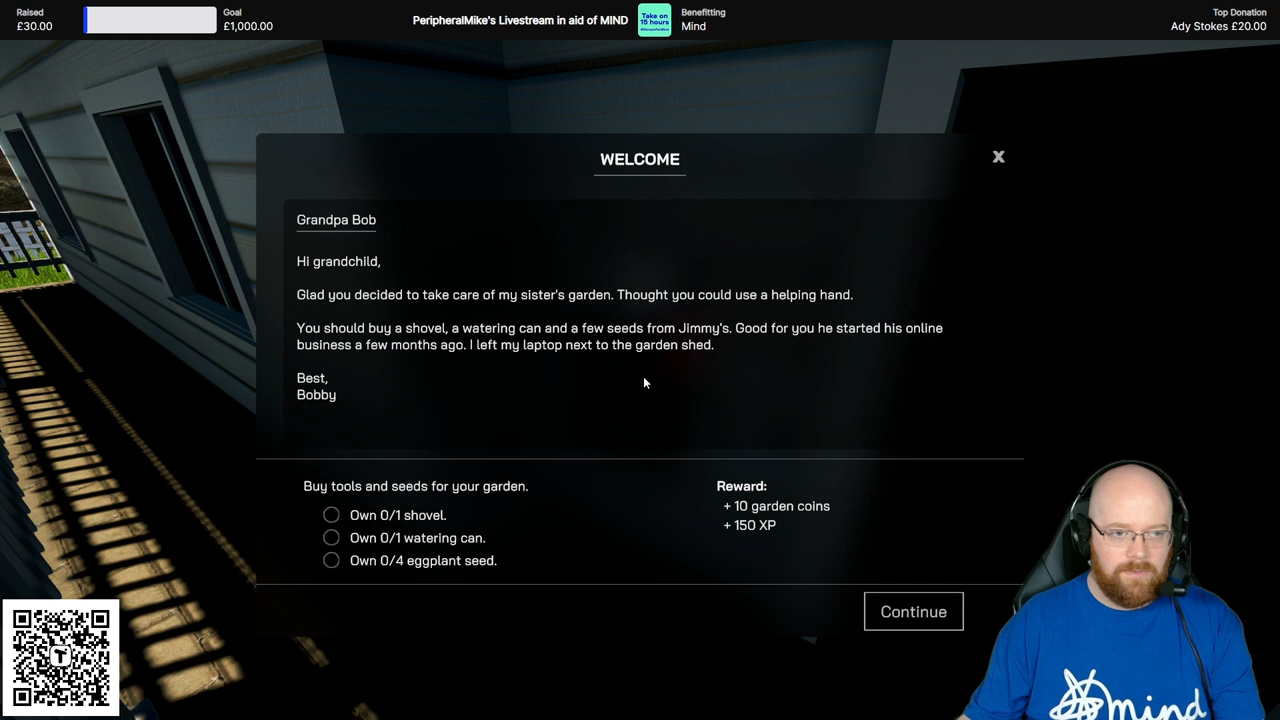 Raised
£30.00
Goal
£1,000.00
PeripheralMike's Livestream in aid of MIND
Take on
15 hours
#StreamForMind
Benefitting
Mind
Top Donation
Ady Stokes £20.00
WELCOME
X
Grandpa Bob
Hi grandchild,
Glad you decided to take care of my sister's garden. Thought you could use a helping hand.
You should buy a shovel, a watering can and a few seeds from Jimmy's. Good for you he started his online
business a few months ago. I left my laptop next to the garden shed.
Best,
Bobby
Buy tools and seeds for your garden.
Own 0/1 shovel.
Own 0/1 watering can.
Own 0/4 eggplant seed.
Reward:
+ 10 garden coins
+ 150 XP
Continue
T
mind